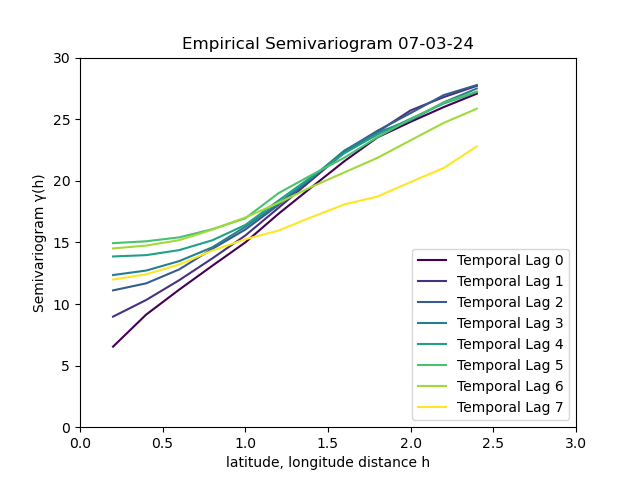 Empirical Semivariogram 07-03-24
30
25
20
15
10
5
0
Semivariogram γ(h)
Temporal Lag 0
Temporal Lag 1
Temporal Lag 2
Temporal Lag 3
Temporal Lag 4
Temporal Lag 5
Temporal Lag 6
Temporal Lag 7
0.0 0.5 1.0 1.5 2.0 2.5 3.0
latitude, longitude distance h